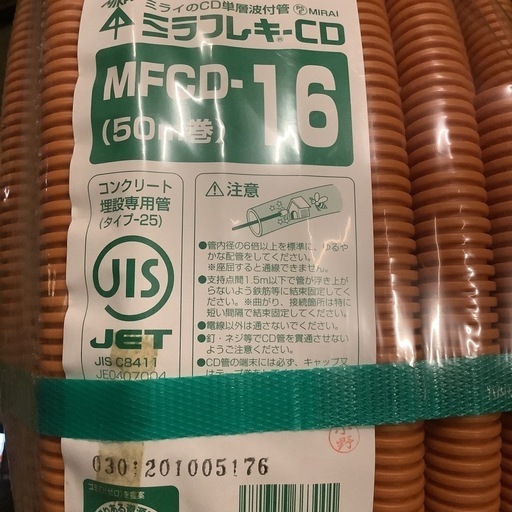 ミライのCD単層波付管 MIRAI
ミラフレキ®CD
MFCD-16
(50m巻)
コンクリート
埋設専用管
(タイプ-25)
JIS
JET
JIS C8411
JE0407004
注意
●管内径の6倍以上を標準に、ゆるや
かな配管をしてください。
※座屈すると通線できません。
●支持点間1.5m以下で管が浮き上が
らないよう鉄筋等に結束固定してく
ださい。※曲がり、接続箇所は特に
短い間隔で結束固定してください。
●電線以外は通さないでください。
●釘・ネジ等でCD管を貫通させない
ようご注意ください。
●CD管の端末には必ず、キャップ又
030:201005176